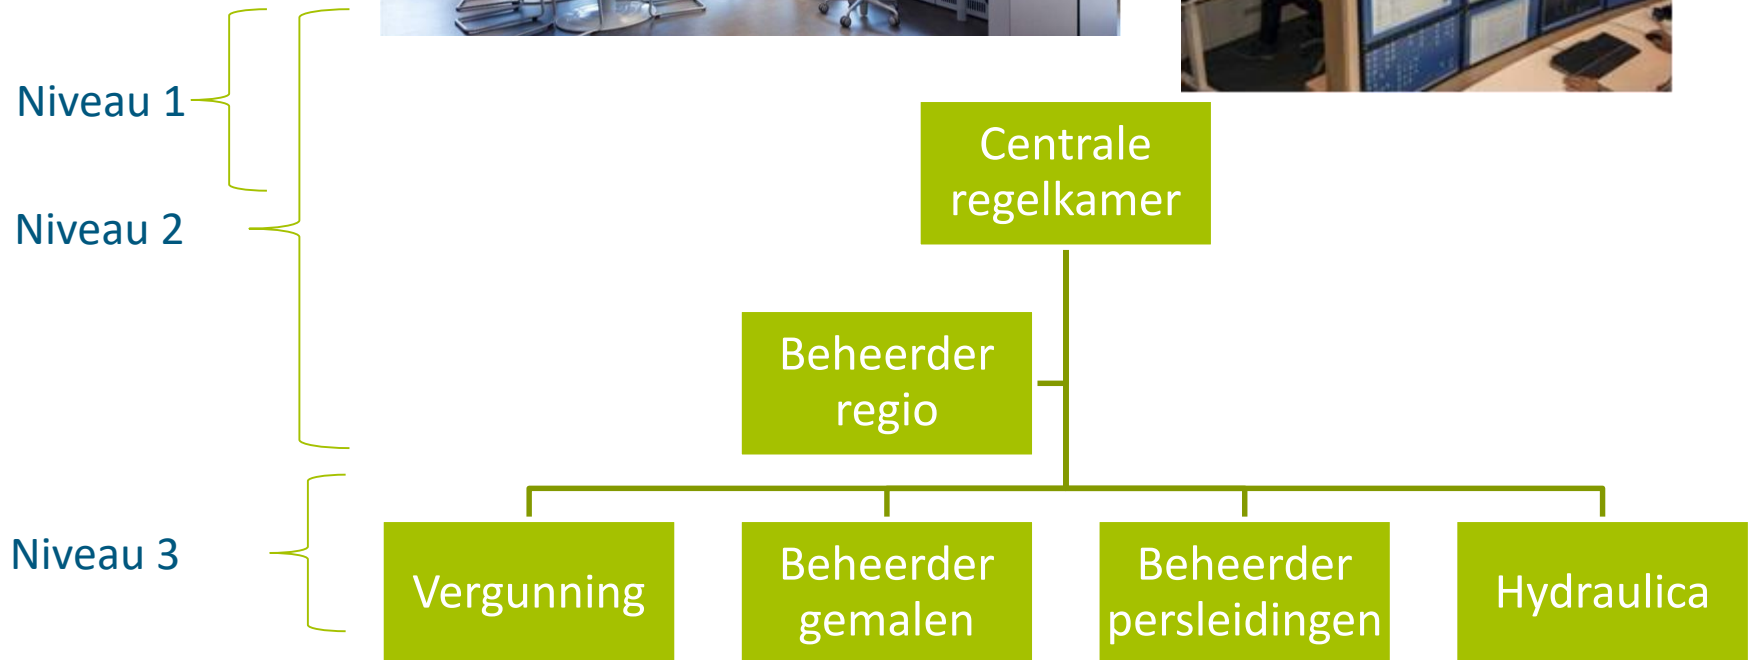 Niveau 1
Centrale
regelkamer
Niveau 2
Beheerder
regio
Niveau 3
Vergunning
Beheerder
gemalen
Beheerder
persleidingen
Hydraulica